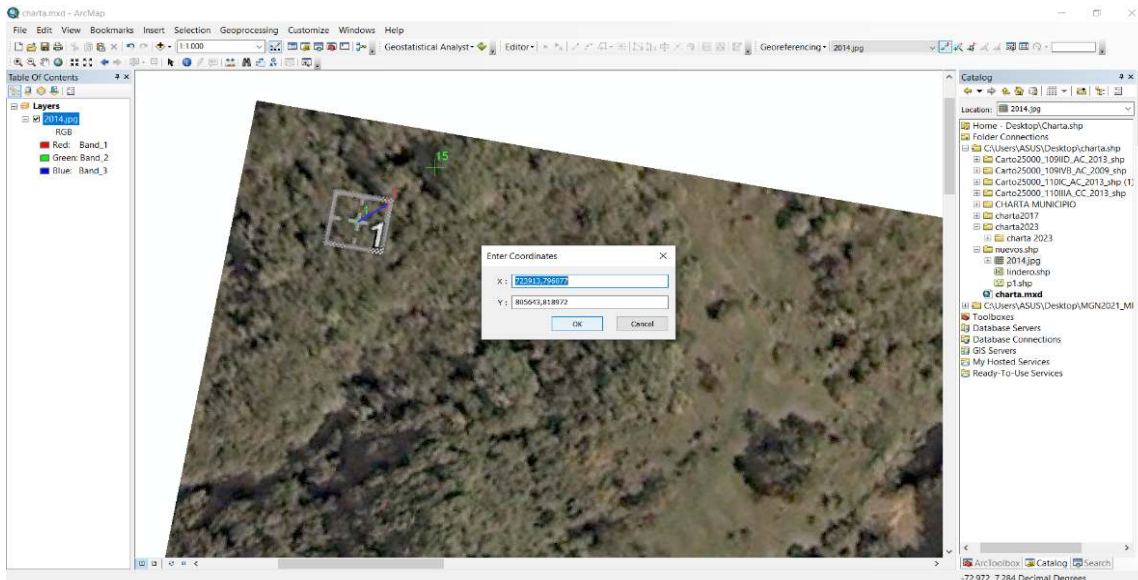 charta.mxd - ArcMap
File Edit View Bookmarks Insert Selection Geoprocessing Customize Windows Help
1:1.000 Geostatistical Analyst Editor Georeferencing 2014.jpg
Table Of Contents
Layers
2014.jpg
RGB
Red: Band_1
Green: Band_2
Blue: Band_3
15
1
1
Enter Coordinates
X :
Y : 805643,818972
OK Cancel
Catalog
Location: 2014.jpg
Home - Desktop\Charta.shp
Folder Connections
C:\Users\ASUS\Desktop\charta.shp
Carto25000_109IID_AC_2013_shp
Carto25000_109IVB_AC_2009_shp
Carto25000_110IC_AC_2013_shp (1)
Carto25000_110IIIA_CC_2013_shp
CHARTA MUNICIPIO
charta2017
charta2023
charta 2023
nuevos.shp
2014.jpg
lindero.shp
p1.shp
charta.mxd
C:\Users\ASUS\Desktop\MGN2021_MI
Toolboxes
Database Servers
Database Connections
GIS Servers
My Hosted Services
Ready-To-Use Services
ArcToolbox Catalog Search
-72,972 7,284 Decimal Degrees